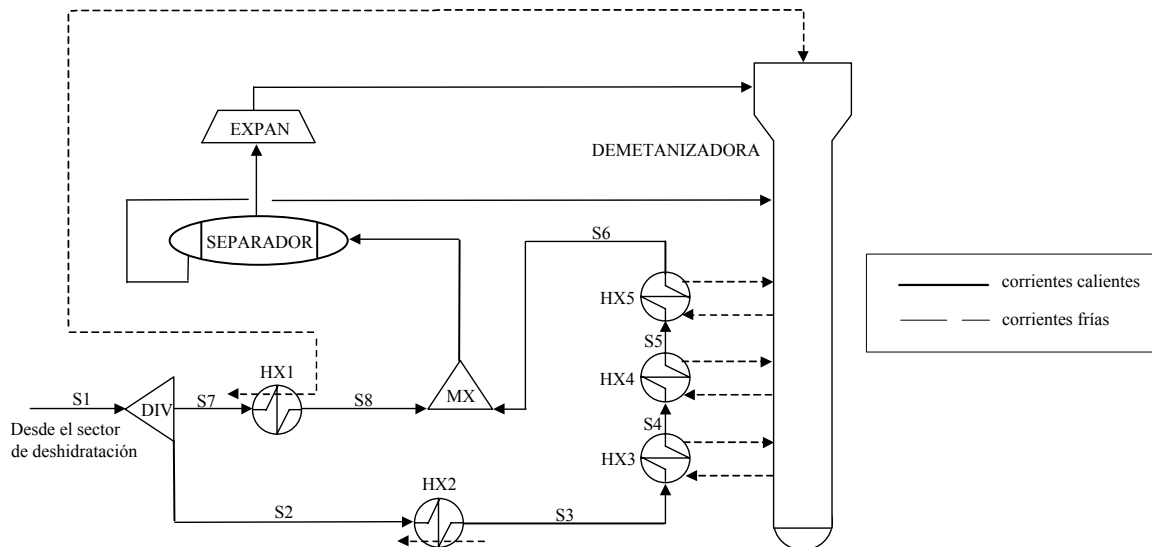 EXPAN
DEMETANIZADORA
SEPARADOR
S6
HX5
corrientes calientes
corrientes frías
S5
HX1
HX4
S1
DIV
S7
S8
MX
Desde el sector
de deshidratación
S4
HX3
HX2
S2
S3